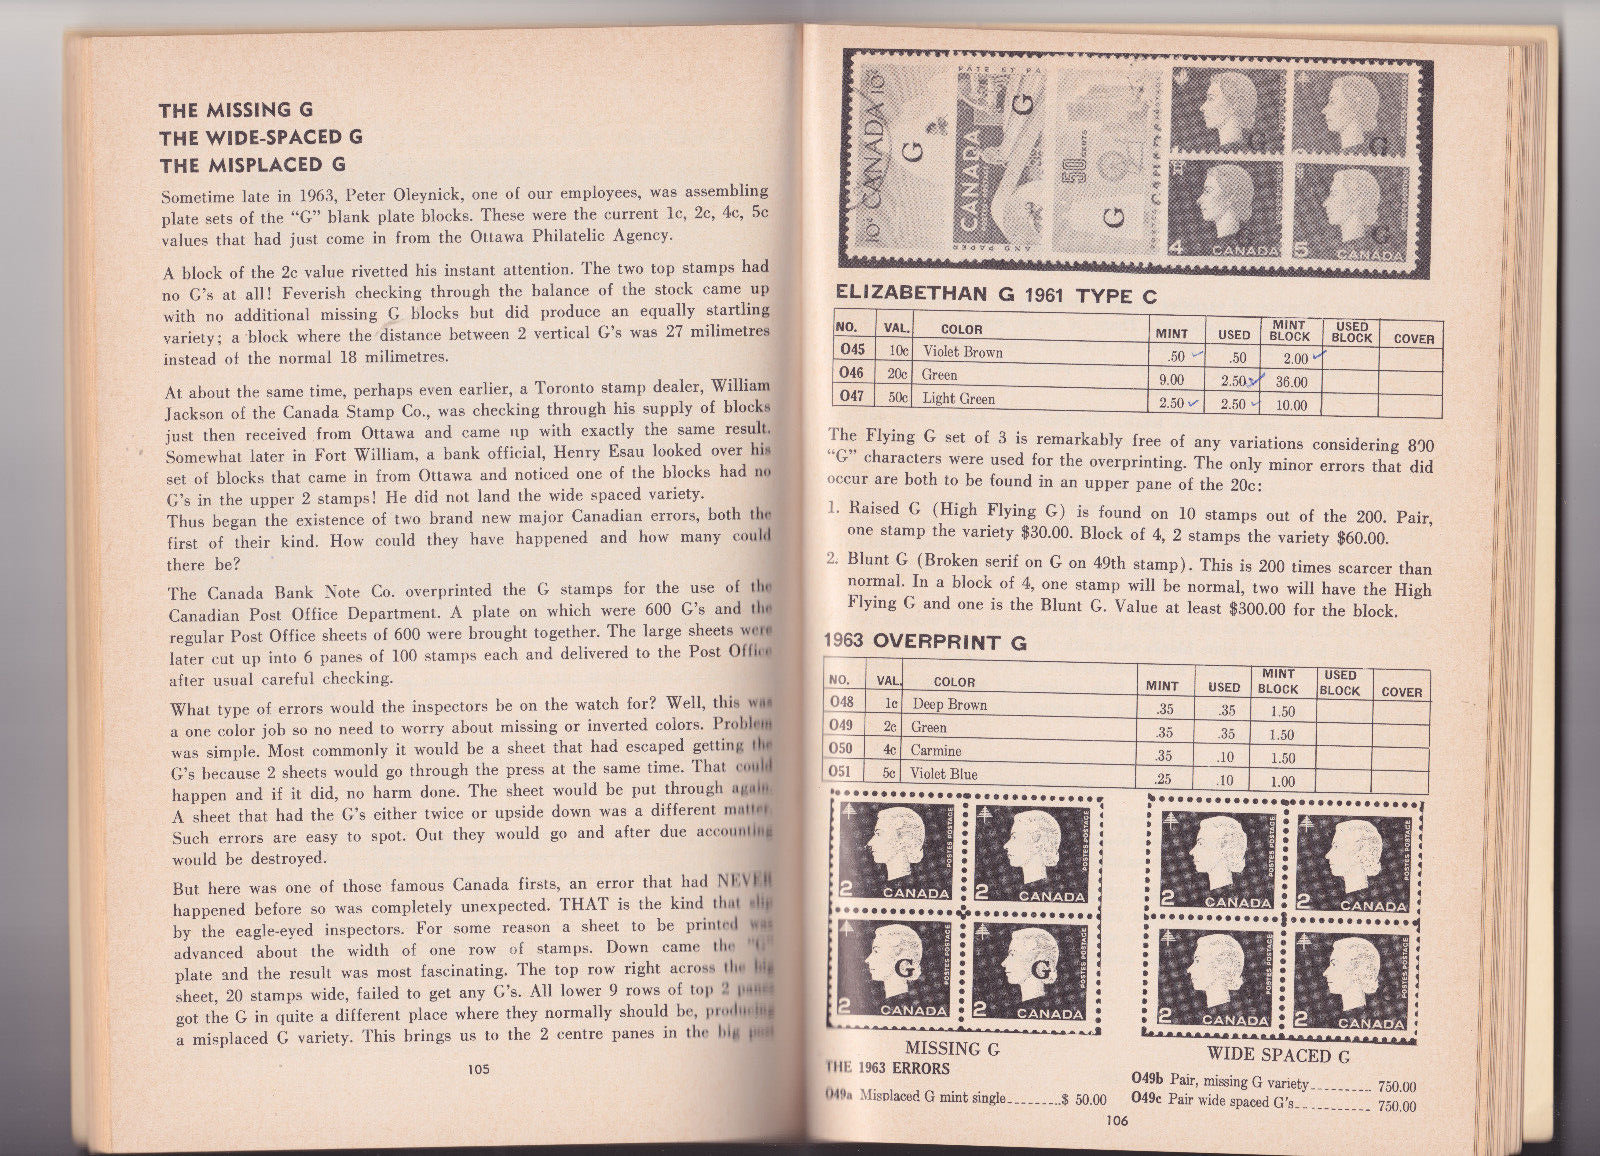 THE MISSING G
THE WIDE-SPACED G
THE MISPLACED G
Sometime late in 1963, Peter Oleynick, one of our employees, was assembling
plate sets of the "G" blank plate blocks. These were the current 1c, 2c, 4c, 5c
values that had just come in from the Ottawa Philatelic Agency.
A block of the 2c value rivetted his instant attention. The two top stamps had
no G's at all! Feverish checking through the balance of the stock came up
with no additional missing G blocks but did produce an equally startling
variety; a block where the distance between 2 vertical G's was 27 milimetres
instead of the normal 18 milimetres.
At about the same time, perhaps even earlier, a Toronto stamp dealer, William
Jackson of the Canada Stamp Co., was checking through his supply of blocks
just then received from Ottawa and came up with exactly the same result.
Somewhat later in Fort William, a bank official, Henry Esau looked over his
set of blocks that came in from Ottawa and noticed one of the blocks had no
G's in the upper 2 stamps! He did not land the wide spaced variety.
Thus began the existence of two brand new major Canadian errors, both the
first of their kind. How could they have happened and how many could
there be?
The Canada Bank Note Co. overprinted the G stamps for the use of the
Canadian Post Office Department. A plate on which were 600 G's and the
regular Post Office sheets of 600 were brought together. The large sheets were
later cut up into 6 panes of 100 stamps each and delivered to the Post Office
after usual careful checking.
What type of errors would the inspectors be on the watch for? Well, this was
a one color job so no need to worry about missing or inverted colors. Problem
was simple. Most commonly it would be a sheet that had escaped getting the
G's because 2 sheets would go through the press at the same time. That could
happen and if it did, no harm done. The sheet would be put through again.
A sheet that had the G's either twice or upside down was a different matter.
Such errors are easy to spot. Out they would go and after due accounting
would be destroyed.
But here was one of those famous Canada firsts, an error that had NEVER
happened before so was completely unexpected. THAT is the kind that slip
by the eagle-eyed inspectors. For some reason a sheet to be printed was
advanced about the width of one row of stamps. Down came the "G"
plate and the result was most fascinating. The top row right across the big
sheet, 20 stamps wide, failed to get any G's. All lower 9 rows of top 2 panes
got the G in quite a different place where they normally should be, producing
a misplaced G variety. This brings us to the 2 centre panes in the big
105
10¢ CANADA 10¢
G
CANADA
G
50 CENTS
G
G
G
4 CANADA
G
5 CANADA
G
ELIZABETHAN G 1961 TYPE C
NO. VAL. COLOR MINT USED MINT BLOCK USED BLOCK COVER
O45 10c Violet Brown .50 .50 2.00
O46 20c Green 9.00 2.50 36.00
O47 50c Light Green 2.50 2.50 10.00
The Flying G set of 3 is remarkably free of any variations considering 800
"G" characters were used for the overprinting. The only minor errors that did
occur are both to be found in an upper pane of the 20c:
1. Raised G (High Flying G) is found on 10 stamps out of the 200. Pair,
one stamp the variety $30.00. Block of 4, 2 stamps the variety $60.00.
2. Blunt G (Broken serif on G on 49th stamp). This is 200 times scarcer than
normal. In a block of 4, one stamp will be normal, two will have the High
Flying G and one is the Blunt G. Value at least $300.00 for the block.
1963 OVERPRINT G
NO. VAL. COLOR MINT USED MINT BLOCK USED BLOCK COVER
O48 1c Deep Brown .35 .35 1.50
O49 2c Green .35 .35 1.50
O50 4c Carmine .35 .10 1.50
O51 5c Violet Blue .25 .10 1.00
POSTES POSTAGE POSTES POSTAGE POSTES POSTAGE POSTES POSTAGE
2 CANADA 2 CANADA 2 CANADA 2 CANADA
POSTES POSTAGE POSTES POSTAGE POSTES POSTAGE POSTES POSTAGE
G G
2 CANADA 2 CANADA 2 CANADA 2 CANADA
MISSING G
WIDE SPACED G
THE 1963 ERRORS
O49a Misplaced G mint single.........$ 50.00
O49b Pair, missing G variety.......... 750.00
O49c Pair wide spaced G's............ 750.00
106